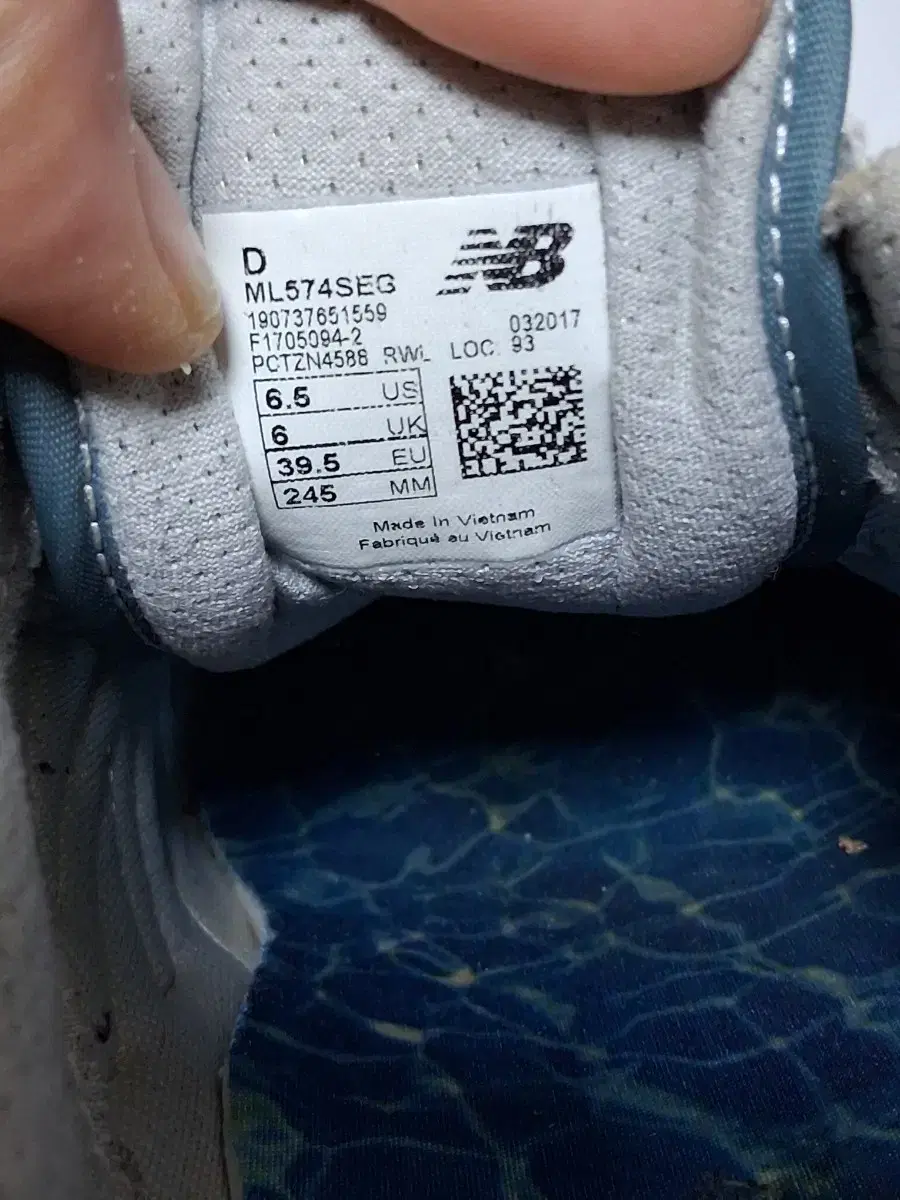 D
NB
ML574SEG
190737651559
F1705094-2 032017
PCTZN4588 RWL LOC. 93
6.5 US
6 UK
39.5 EU
245 MM
Made In Vietnam
Fabriqué au Vietnam